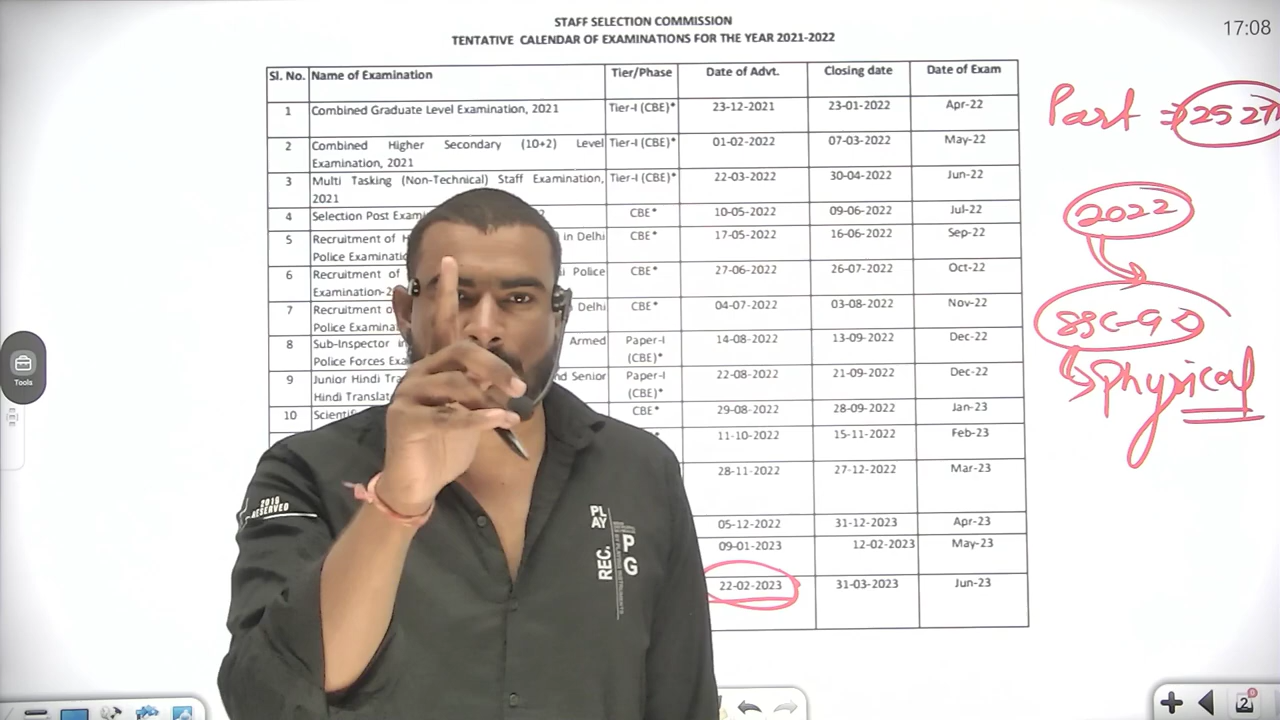 STAFF SELECTION COMMISSION
TENTATIVE CALENDAR OF EXAMINATIONS FOR THE YEAR 2021-2022
17:08
Sl. No. Name of Examination Tier/Phase Date of Advt. Closing date Date of Exam
1 Combined Graduate Level Examination, 2021 Tier-I (CBE)* 23-12-2021 23-01-2022 Apr-22
2 Combined Higher Secondary (10+2) Level Tier-I (CBE)* 01-02-2022 07-03-2022 May-22
Examination, 2021
3 Multi Tasking (Non-Technical) Staff Examination, Tier-I (CBE)* 22-03-2022 30-04-2022 Jun-22
2021
4 Selection Post CBE* 10-05-2022 09-06-2022 Jul-22
5 Recruitment of in Delhi CBE* 17-05-2022 16-06-2022 Sep-22
Police
6 Recruitment of Police CBE* 27-06-2022 26-07-2022 Oct-22
7 Recruitment Delhi CBE* 04-07-2022 03-08-2022 Nov-22
Police
8 Sub-Inspector Armed Paper-I 14-08-2022 13-09-2022 Dec-22
Police Forces (CBE)*
9 Junior Hindi Senior Paper-I 22-08-2022 21-09-2022 Dec-22
Hindi (CBE)*
10 CBE* 29-08-2022 28-09-2022 Jan-23
11-10-2022 15-11-2022 Feb-23
28-11-2022 27-12-2022 Mar-23
05-12-2022 31-12-2023 Apr-23
09-01-2023 12-02-2023 May-23
22-02-2023 31-03-2023 Jun-23
Part ⇒ 25
2022
SSC-GD
Physical
Tools
2016
RESERVED
PL
AY
REC.
PG
2